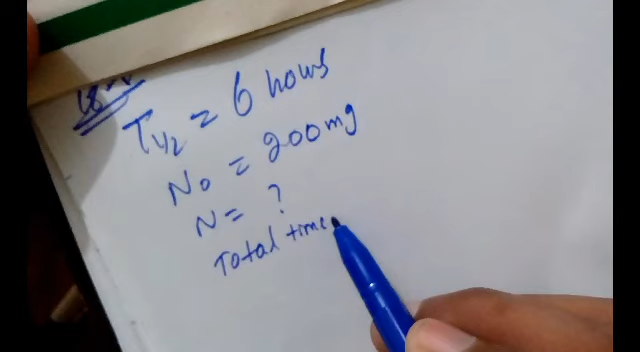 T1/2 = 6 hours
No = 200mg
N = ?
Total time